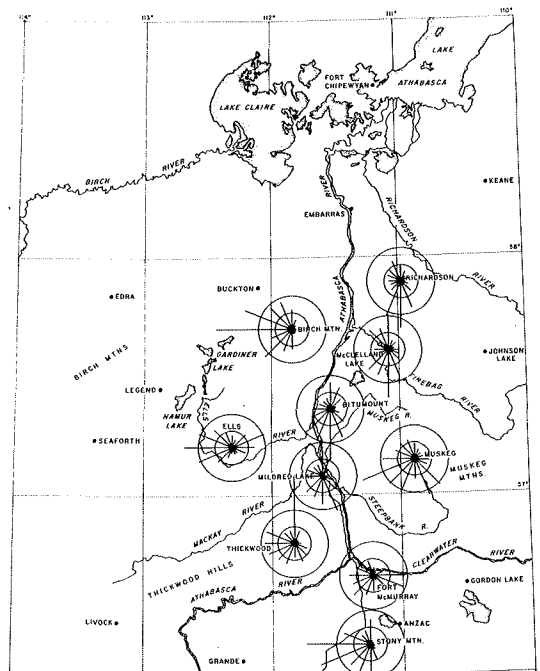 114°
113°
112°
111°
110°
LAKE
ATHABASCA
FORT
CHIPEWYAN
LAKE CLAIRE
BIRCH
RIVER
RIVER
EMBARRAS
KEANE
RICHARDSON
RIVER
58°
RICHARDSON
ATHABASCA
BUCKTON
EDRA
BIRCH MTN.
McCLELLAND
LAKE
JOHNSON
LAKE
GARDINER
LAKE
BIRCH MTNS
FIREBAG
RIVER
LEGEND
ELLS
BITUMOUNT
MUSKEG R.
NAMUR
LAKE
ELLS
RIVER
SEAFORTH
MUSKEG
MUSKEG
MTNS.
MILDRED LAKE
57°
STEEPBANK
R.
MACKAY
RIVER
THICKWOOD
THICKWOOD HILLS
CLEARWATER
RIVER
ATHABASCA
RIVER
FORT
McMURRAY
GORDON LAKE
LIVOCK
ANZAC
STONY MTN.
GRANDE